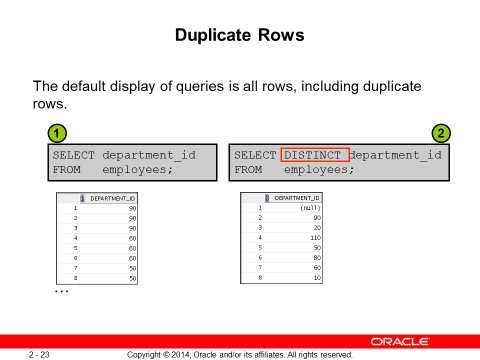 Duplicate Rows
The default display of queries is all rows, including duplicate
rows.
1
2
SELECT department_id
FROM   employees;
SELECT DISTINCT department_id
FROM   employees;
DEPARTMENT_ID
1 90
2 90
3 90
4 60
5 60
6 60
7 50
8 50
...
DEPARTMENT_ID
1 (null)
2 90
3 20
4 110
5 50
6 80
7 60
8 10
ORACLE
2 - 23
Copyright © 2014, Oracle and/or its affiliates. All rights reserved.